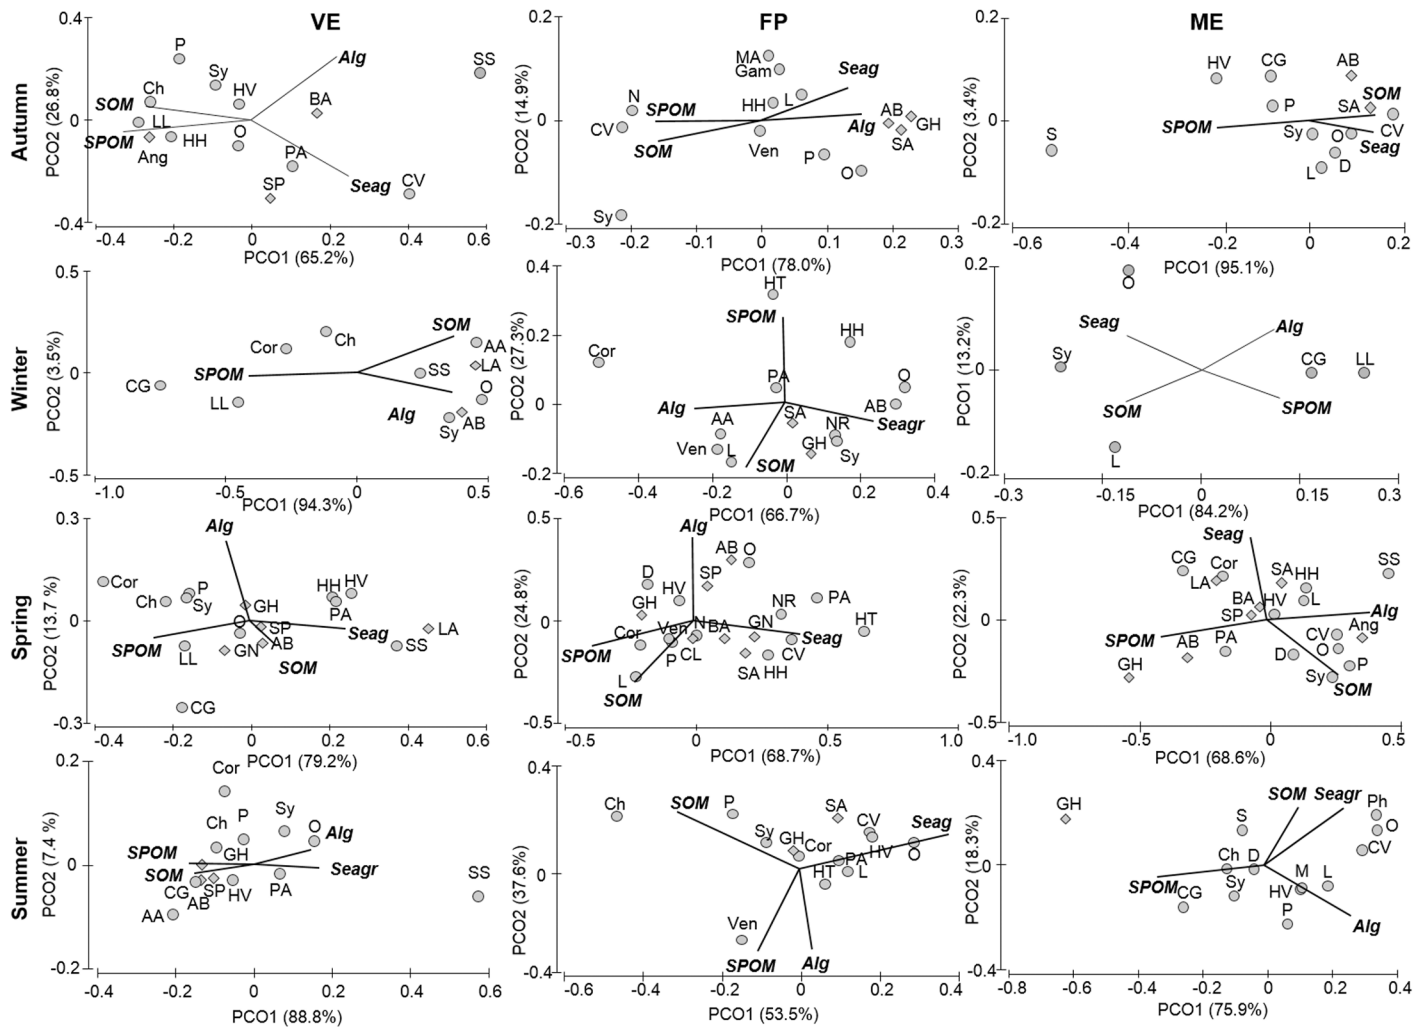 VE
FP
ME
Autumn
PCO2 (26.8%)
0.4
0
-0.4
P
Alg
SS
Sy
Ch
HV
SOM
BA
LL
O
SPOM
HH
Ang
PA
SP
Seag
CV
-0.4
-0.2
0
0.2
0.4
0.6
PCO1 (65.2%)
PCO2 (14.9%)
0.2
0
-0.2
MA
Gam
Seag
N
SPOM
HH
L
AB
GH
CV
Alg
SA
SOM
Ven
P
O
Sy
-0.3
-0.2
-0.1
0
0.1
0.2
0.3
PCO1 (78.0%)
PCO2 (3.4%)
0.2
0
-0.2
HV
CG
AB
SOM
P
SA
SPOM
Sy
O
CV
Seag
S
L
D
-0.6
-0.4
-0.2
0
0.2
PCO1 (95.1%)
Winter
PCO2 (3.5%)
0.5
0
-0.5
SOM
Ch
Cor
AA
SS
LA
SPOM
CG
O
LL
Alg
AB
Sy
-1.0
-0.5
0
0.5
PCO1 (94.3%)
PCO2 (27.3%)
0.4
0.2
0
-0.2
HT
SPOM
HH
Cor
PA
O
Alg
SA
AB
Seagr
AA
NR
Ven
L
GH
Sy
SOM
-0.6
-0.4
-0.2
0
0.2
0.4
PCO1 (66.7%)
PCO1 (13.2%)
0.2
0
-0.2
O
Seag
Alg
Sy
CG
LL
SOM
SPOM
L
-0.3
-0.15
0
0.15
0.3
PCO1 (84.2%)
Spring
PCO2 (13.7 %)
0.3
0
-0.3
Alg
Cor
P
HH
HV
Ch
Sy
GH
PA
O
SP
Seag
LA
SPOM
AB
SS
LL
GN
SOM
CG
-0.4
-0.2
0
0.2
0.4
0.6
PCO1 (79.2%)
PCO2 (24.8%)
0.5
0
-0.5
Alg
AB
O
D
SP
HV
GH
NR
PA
HT
Cor
Ven
N
BA
GN
Seag
SPOM
P
CL
CV
L
SA
HH
SOM
-0.5
0
0.5
1.0
PCO1 (68.7%)
PCO2 (22.3%)
0.5
0
-0.5
Seag
CG
Cor
SA
HH
SS
LA
BA
HV
L
Alg
SP
SPOM
CV
Ang
AB
PA
D
O
P
GH
Sy
SOM
-1.0
-0.5
0
0.5
PCO1 (68.6%)
Summer
PCO2 (7.4 %)
0.2
0
-0.2
Cor
Sy
Ch
P
O
Alg
SPOM
GH
SOM
Seagr
CG
SP
HV
PA
SS
AB
AA
-0.4
-0.2
0
0.2
0.4
0.6
PCO1 (88.8%)
PCO2 (37.6%)
0.4
0
-0.4
Ch
SOM
P
SA
Sy
CV
Seag
GH
Cor
HV
O
PA
HT
L
Ven
SPOM
Alg
-0.6
-0.4
-0.2
0
0.2
0.4
PCO1 (53.5%)
PCO2 (18.3%)
0.4
0
-0.4
GH
SOM
Seagr
Ph
S
O
CV
Ch
SPOM
Sy
HV
M
L
CG
P
Alg
-0.8
-0.6
-0.4
-0.2
0
0.2
0.4
PCO1 (75.9%)